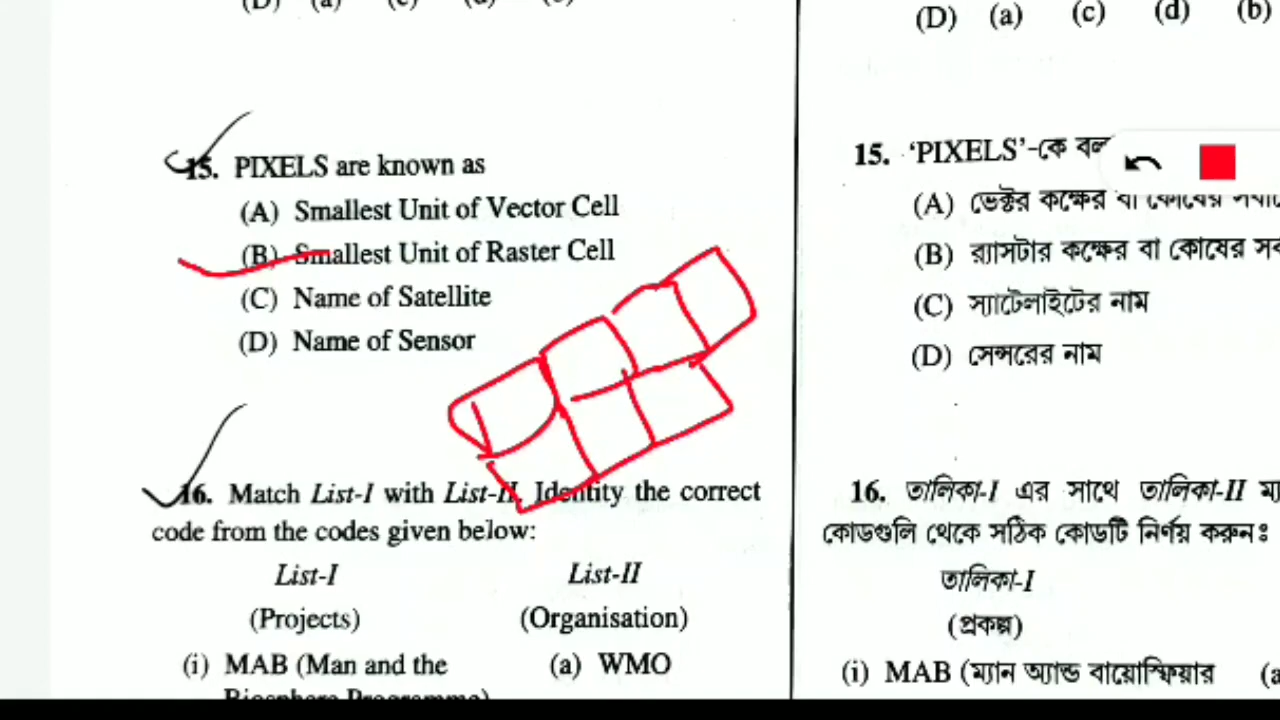 15. PIXELS are known as
(A) Smallest Unit of Vector Cell
(B) Smallest Unit of Raster Cell
(C) Name of Satellite
(D) Name of Sensor
16. Match List-I with List-II. Identity the correct
code from the codes given below:
List-I List-II
(Projects) (Organisation)
(i) MAB (Man and the (a) WMO
Biosphere Programme)
(D) (a) (c) (d) (b)
15. 'PIXELS'-কে
(A) ভেক্টর কক্ষের বা কোষের
(B) র‍্যাসটার কক্ষের বা কোষের
(C) স্যাটেলাইটের নাম
(D) সেন্সরের নাম
16. তালিকা-I এর সাথে তালিকা-II
কোডগুলি থেকে সঠিক কোডটি নির্ণয় করুন:
তালিকা-I
(প্রকল্প)
(i) MAB (ম্যান অ্যান্ড বায়োস্ফিয়ার